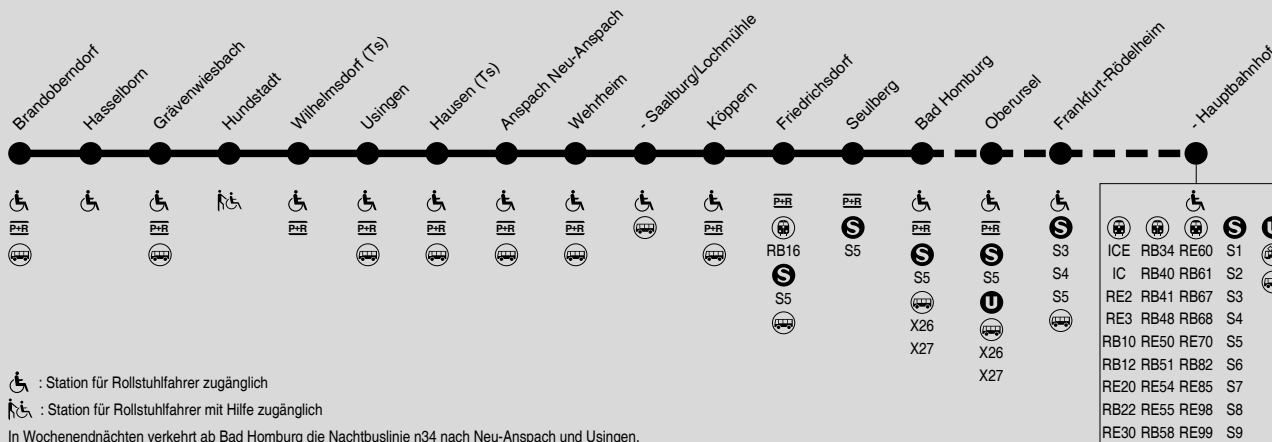 Brandoberndorf
Hasselborn
Grävenwiesbach
Hundstadt
Wilhelmsdorf (Ts)
Usingen
Hausen (Ts)
Anspach Neu-Anspach
Wehrheim
- Saalburg/Lochmühle
Köppern
Friedrichsdorf
Seulberg
Bad Homburg
Oberursel
Frankfurt-Rödelheim
- Hauptbahnhof
P+R P+R P+R P+R P+R P+R P+R P+R P+R P+R P+R P+R
S
RB16 S5 S S S3 ICE RB34 RE60 S1
S S5 S5 S4 IC RB40 RB61 S2
S5 U S5 RE2 RB41 RB67 S3
X26 RE3 RB48 RB68 S4
X27 X26 RB10 RE50 RE70 S5
X27 RB12 RB51 RB82 S6
RE20 RE54 RE85 S7
RB22 RE55 RE98 S8
RE30 RB58 RE99 S9
: Station für Rollstuhlfahrer zugänglich
: Station für Rollstuhlfahrer mit Hilfe zugänglich
In Wochenendnächten verkehrt ab Bad Homburg die Nachtbuslinie n34 nach Neu-Anspach und Usingen.